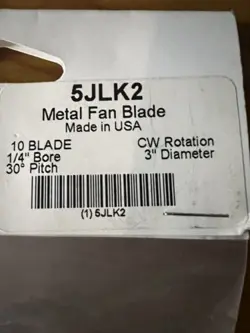 5JLK2
Metal Fan Blade
Made in USA
10 BLADE CW Rotation
1/4" Bore 3" Diameter
30° Pitch
(1) 5JLK2